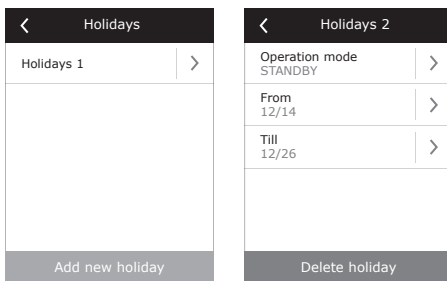 Holidays
Holidays 1
Add new holiday
Holidays 2
Operation mode
STANDBY
From
12/14
Till
12/26
Delete holiday